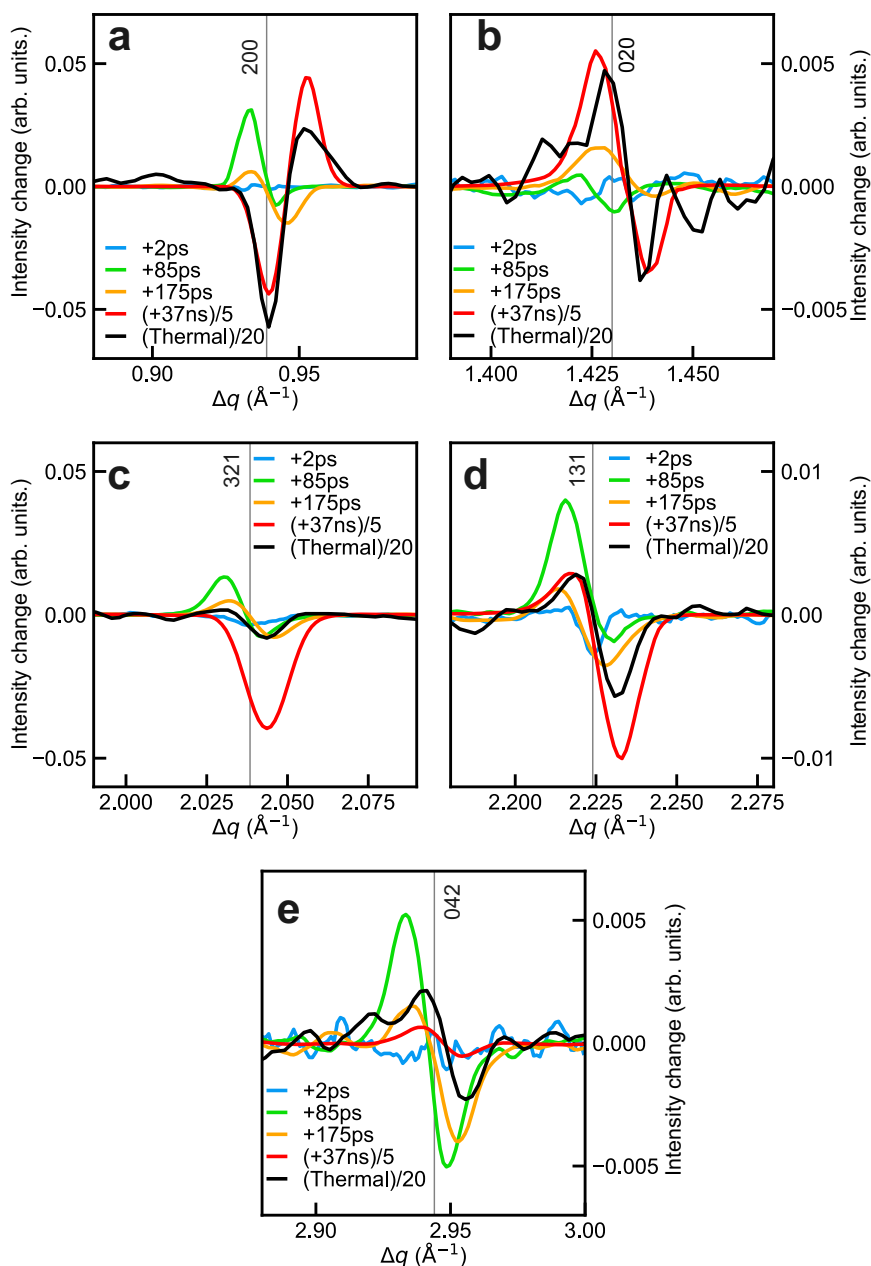 a
200
Intensity change (arb. units.)
0.05
0.00
−0.05
+2ps
+85ps
+175ps
(+37ns)/5
(Thermal)/20
0.90
0.95
Δq (Å⁻¹)
b
020
0.005
0.000
−0.005
Intensity change (arb. units.)
+2ps
+85ps
+175ps
(+37ns)/5
(Thermal)/20
1.400
1.425
1.450
Δq (Å⁻¹)
c
321
Intensity change (arb. units.)
0.05
0.00
−0.05
+2ps
+85ps
+175ps
(+37ns)/5
(Thermal)/20
2.000
2.025
2.050
2.075
Δq (Å⁻¹)
d
131
0.01
0.00
−0.01
Intensity change (arb. units.)
+2ps
+85ps
+175ps
(+37ns)/5
(Thermal)/20
2.200
2.225
2.250
2.275
Δq (Å⁻¹)
e
042
0.005
0.000
−0.005
Intensity change (arb. units.)
+2ps
+85ps
+175ps
(+37ns)/5
(Thermal)/20
2.90
2.95
3.00
Δq (Å⁻¹)